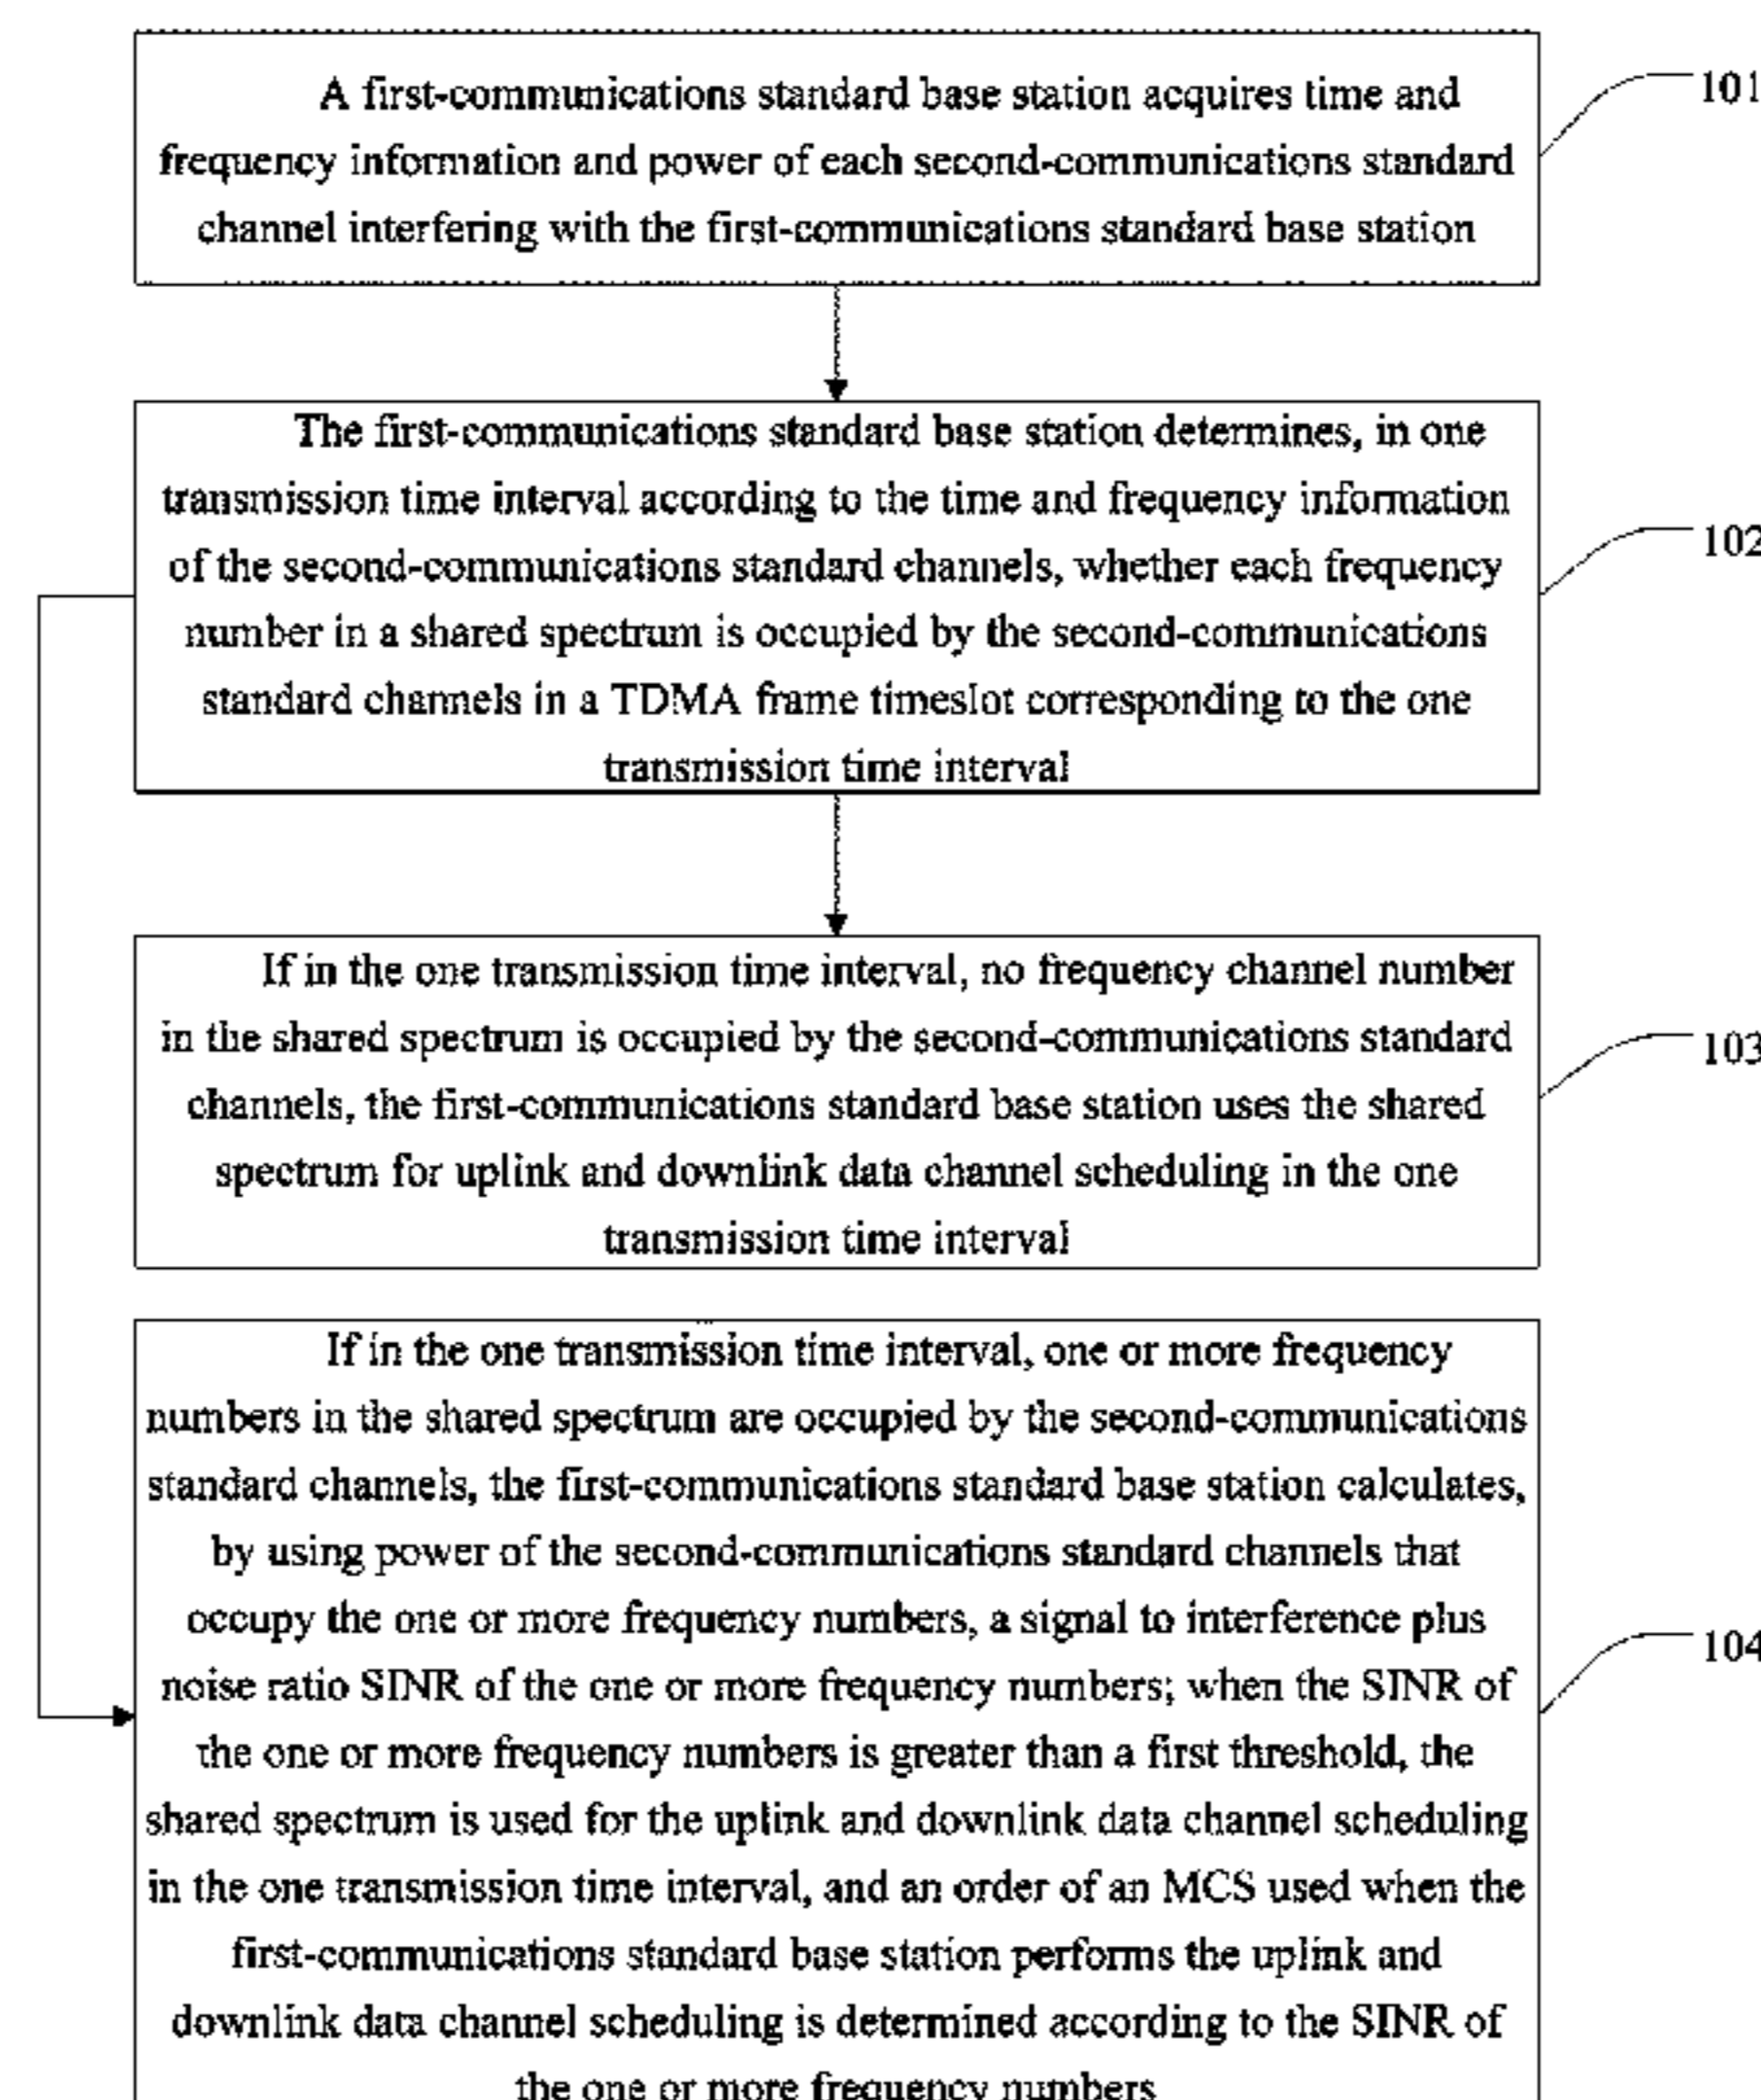 A first-communications standard base station acquires time and
frequency information and power of each second-communications standard
channel interfering with the first-communications standard base station
101
The first-communications standard base station determines, in one
transmission time interval according to the time and frequency information
of the second-communications standard channels, whether each frequency
number in a shared spectrum is occupied by the second-communications
standard channels in a TDMA frame timeslot corresponding to the one
transmission time interval
102
If in the one transmission time interval, no frequency channel number
in the shared spectrum is occupied by the second-communications standard
channels, the first-communications standard base station uses the shared
spectrum for uplink and downlink data channel scheduling in the one
transmission time interval
103
If in the one transmission time interval, one or more frequency
numbers in the shared spectrum are occupied by the second-communications
standard channels, the first-communications standard base station calculates,
by using power of the second-communications standard channels that
occupy the one or more frequency numbers, a signal to interference plus
noise ratio SINR of the one or more frequency numbers; when the SINR of
the one or more frequency numbers is greater than a first threshold, the
shared spectrum is used for the uplink and downlink data channel scheduling
in the one transmission time interval, and an order of an MCS used when the
first-communications standard base station performs the uplink and
downlink data channel scheduling is determined according to the SINR of
the one or more frequency numbers
104